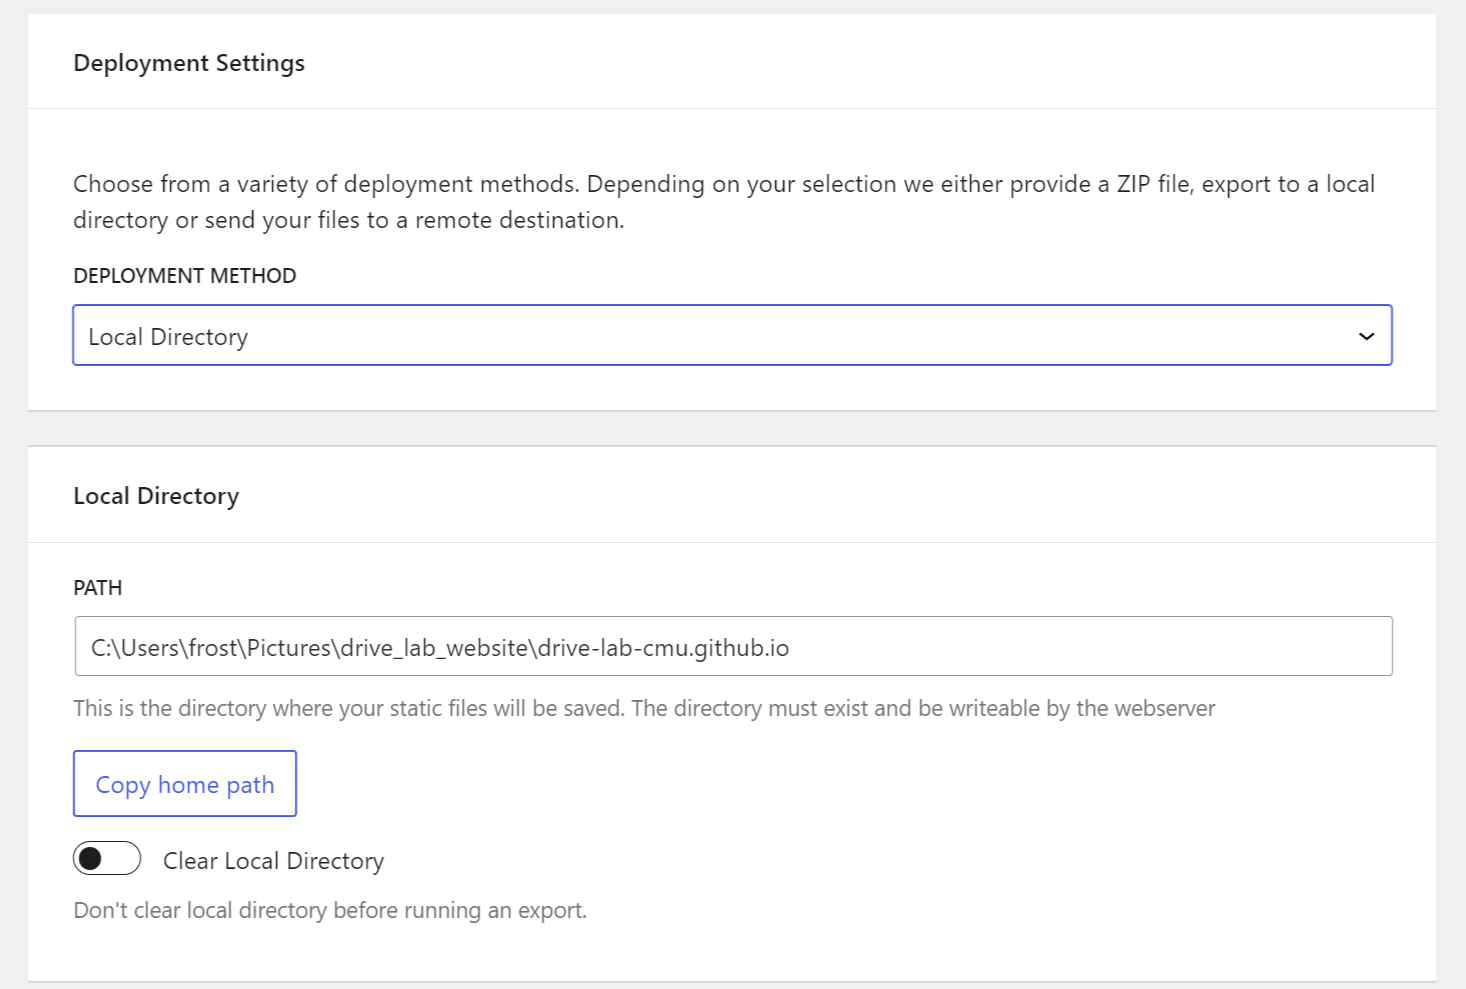 Deployment Settings
Choose from a variety of deployment methods. Depending on your selection we either provide a ZIP file, export to a local
directory or send your files to a remote destination.
DEPLOYMENT METHOD
Local Directory
Local Directory
PATH
C:\Users\frost\Pictures\drive_lab_website\drive-lab-cmu.github.io
This is the directory where your static files will be saved. The directory must exist and be writeable by the webserver
Copy home path
Clear Local Directory
Don't clear local directory before running an export.